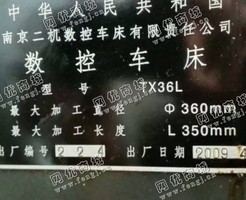 中华人民共和国
南京二机数控车床有限责任公司
数控车床
型号 TX36L
最大加工直径 Φ360mm
最大加工长度 L350mm
出厂编号 224 出厂日期 2009